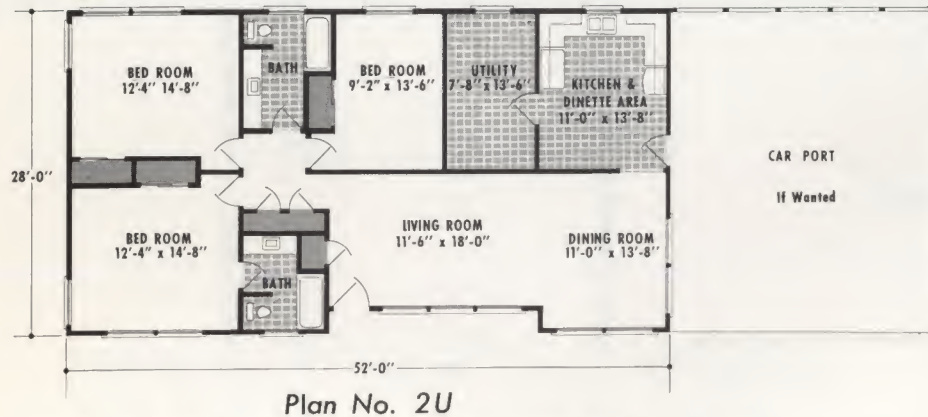 BED ROOM
12'-4" 14'-8"
BATH
BED ROOM
9'-2" x 13'-6"
UTILITY
7'-8" x 13'-6"
KITCHEN &
DINETTE AREA
11'-0" x 13'-8"
28'-0"
CAR PORT
If Wanted
BED ROOM
12'-4" x 14'-8"
LIVING ROOM
11'-6" x 18'-0"
DINING ROOM
11'-0" x 13'-8"
BATH
52'-0"
Plan No. 2U